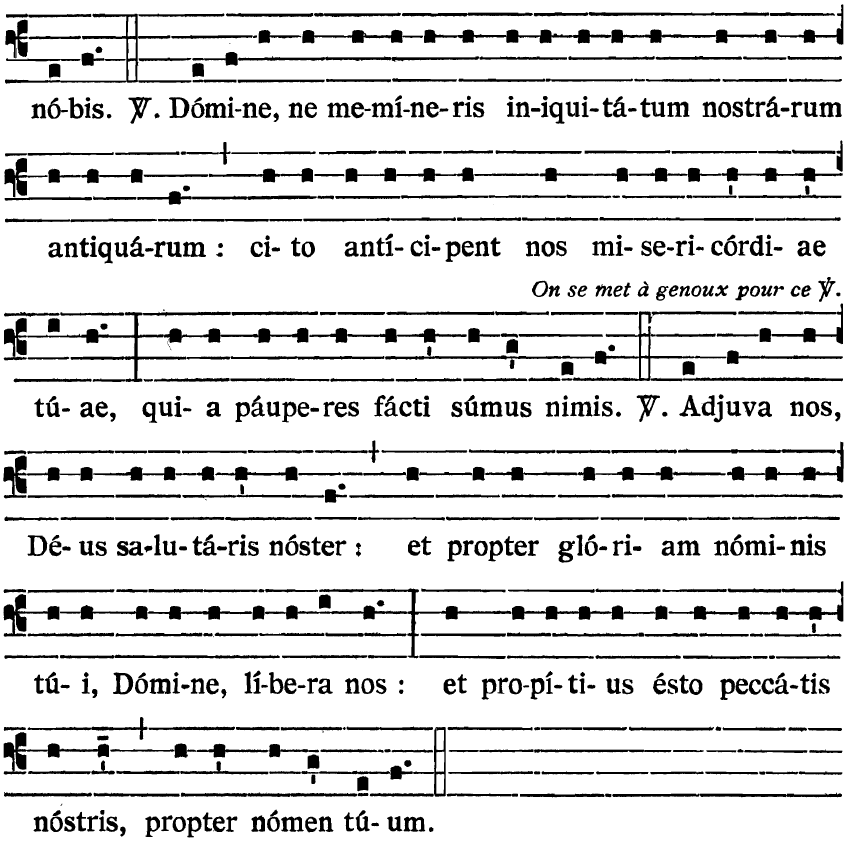 nó-bis. ℣. Dómi-ne, ne me-mí-ne-ris in-iqui-tá-tum nostrá-rum
antiquá-rum : ci- to antí-ci-pent nos mi-se-ri-córdi- ae
On se met à genoux pour ce ℣.
tú- ae, qui- a páupe-res fácti súmus nimis. ℣. Adjuva nos,
Dé- us sa-lu-tá-ris nóster : et propter gló-ri- am nómi-nis
tú- i, Dómi-ne, lí-be-ra nos : et pro-pí-ti- us ésto peccá-tis
nóstris, propter nómen tú- um.